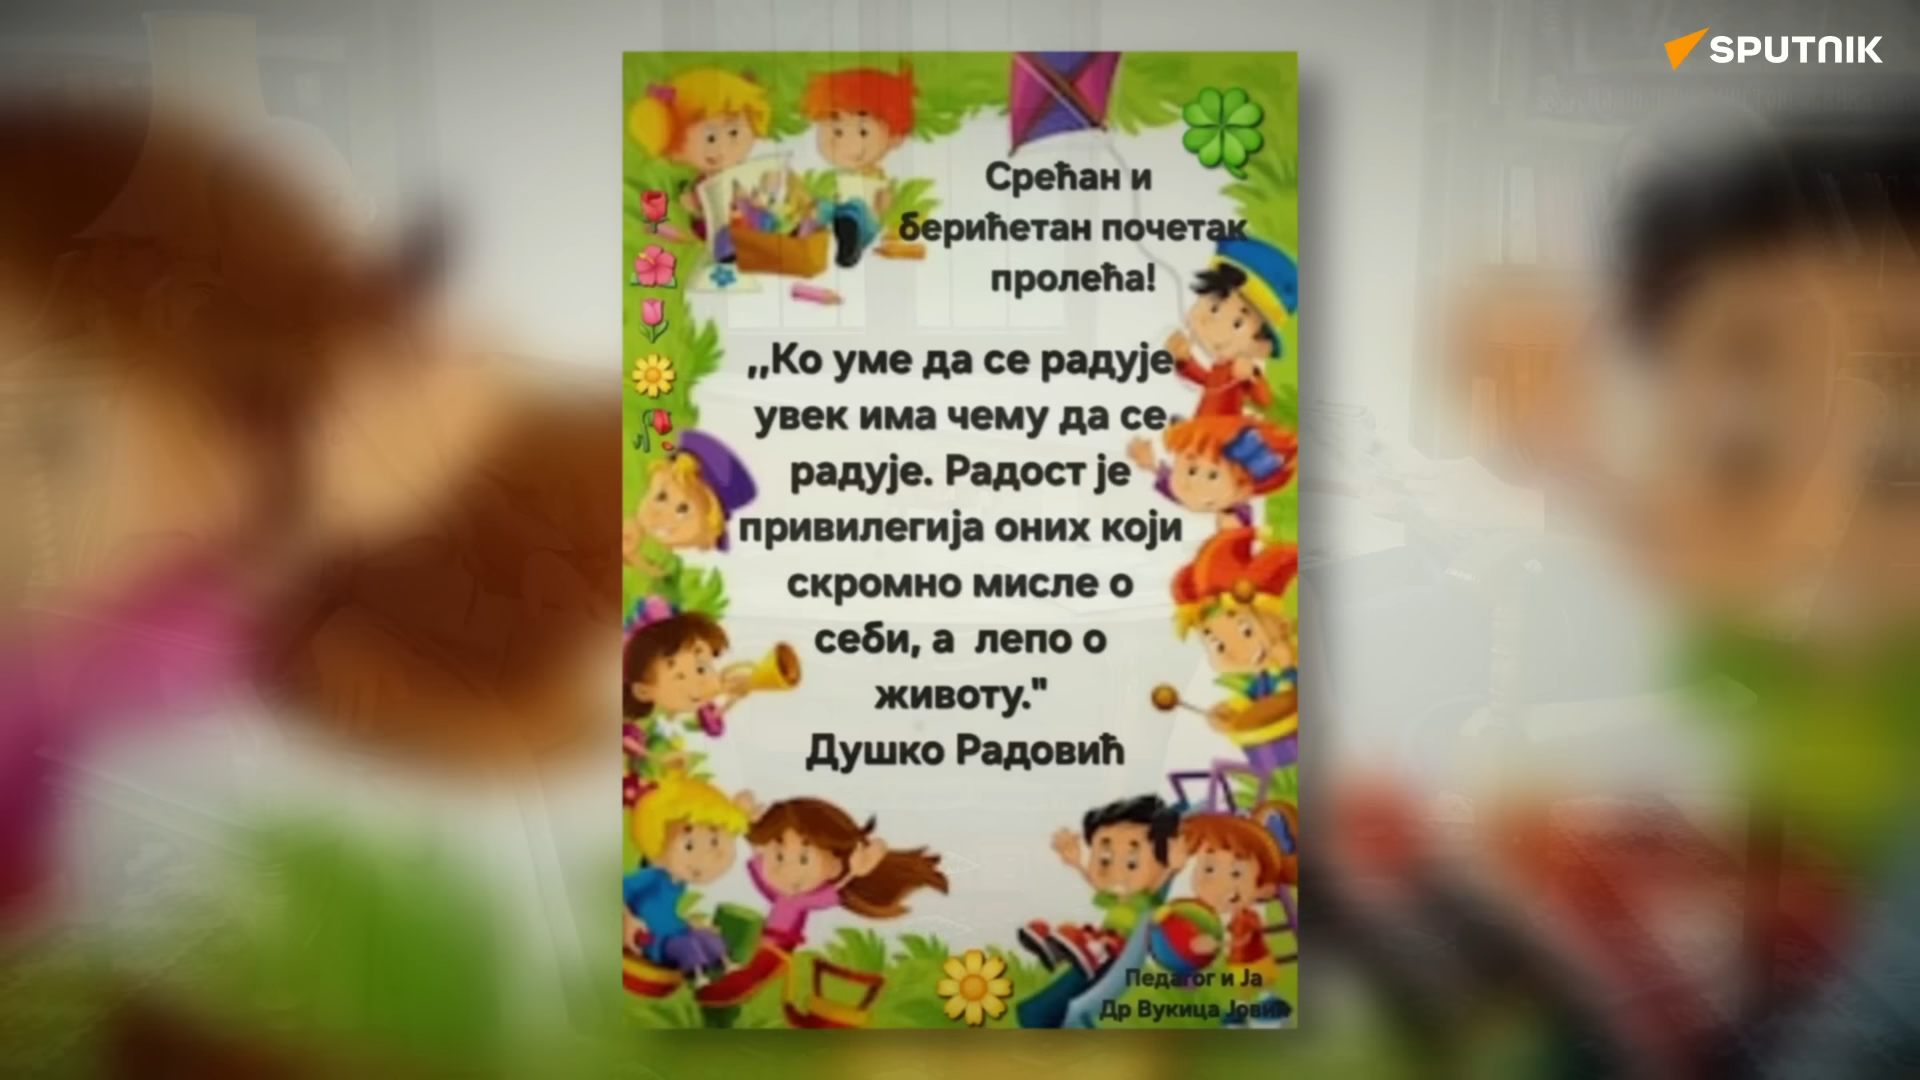 SPUTNIK
Срећан и
берићетан почетак
пролећа!
,,Ко уме да се радује
увек има чему да се
радује. Радост је
привилегија оних који
скромно мисле о
себи, а лепо о
животу."
Душко Радовић
Педагог и Ја
Др Вукица Јовић